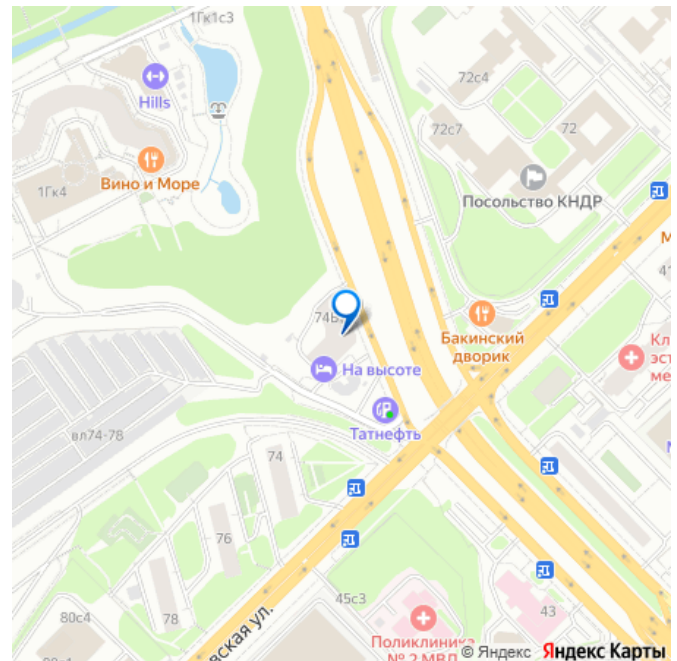 1Гк1с3
Hills
72с4
72с7
72
Вино и Море
1Гк4
Посольство КНДР
Бакинский
дворик
На высоте
Татнефть
вл74-78
74
76
78
80с4
45с3
43
Поликлиника
№ 2 МВД
© Яндекс Яндекс Карты